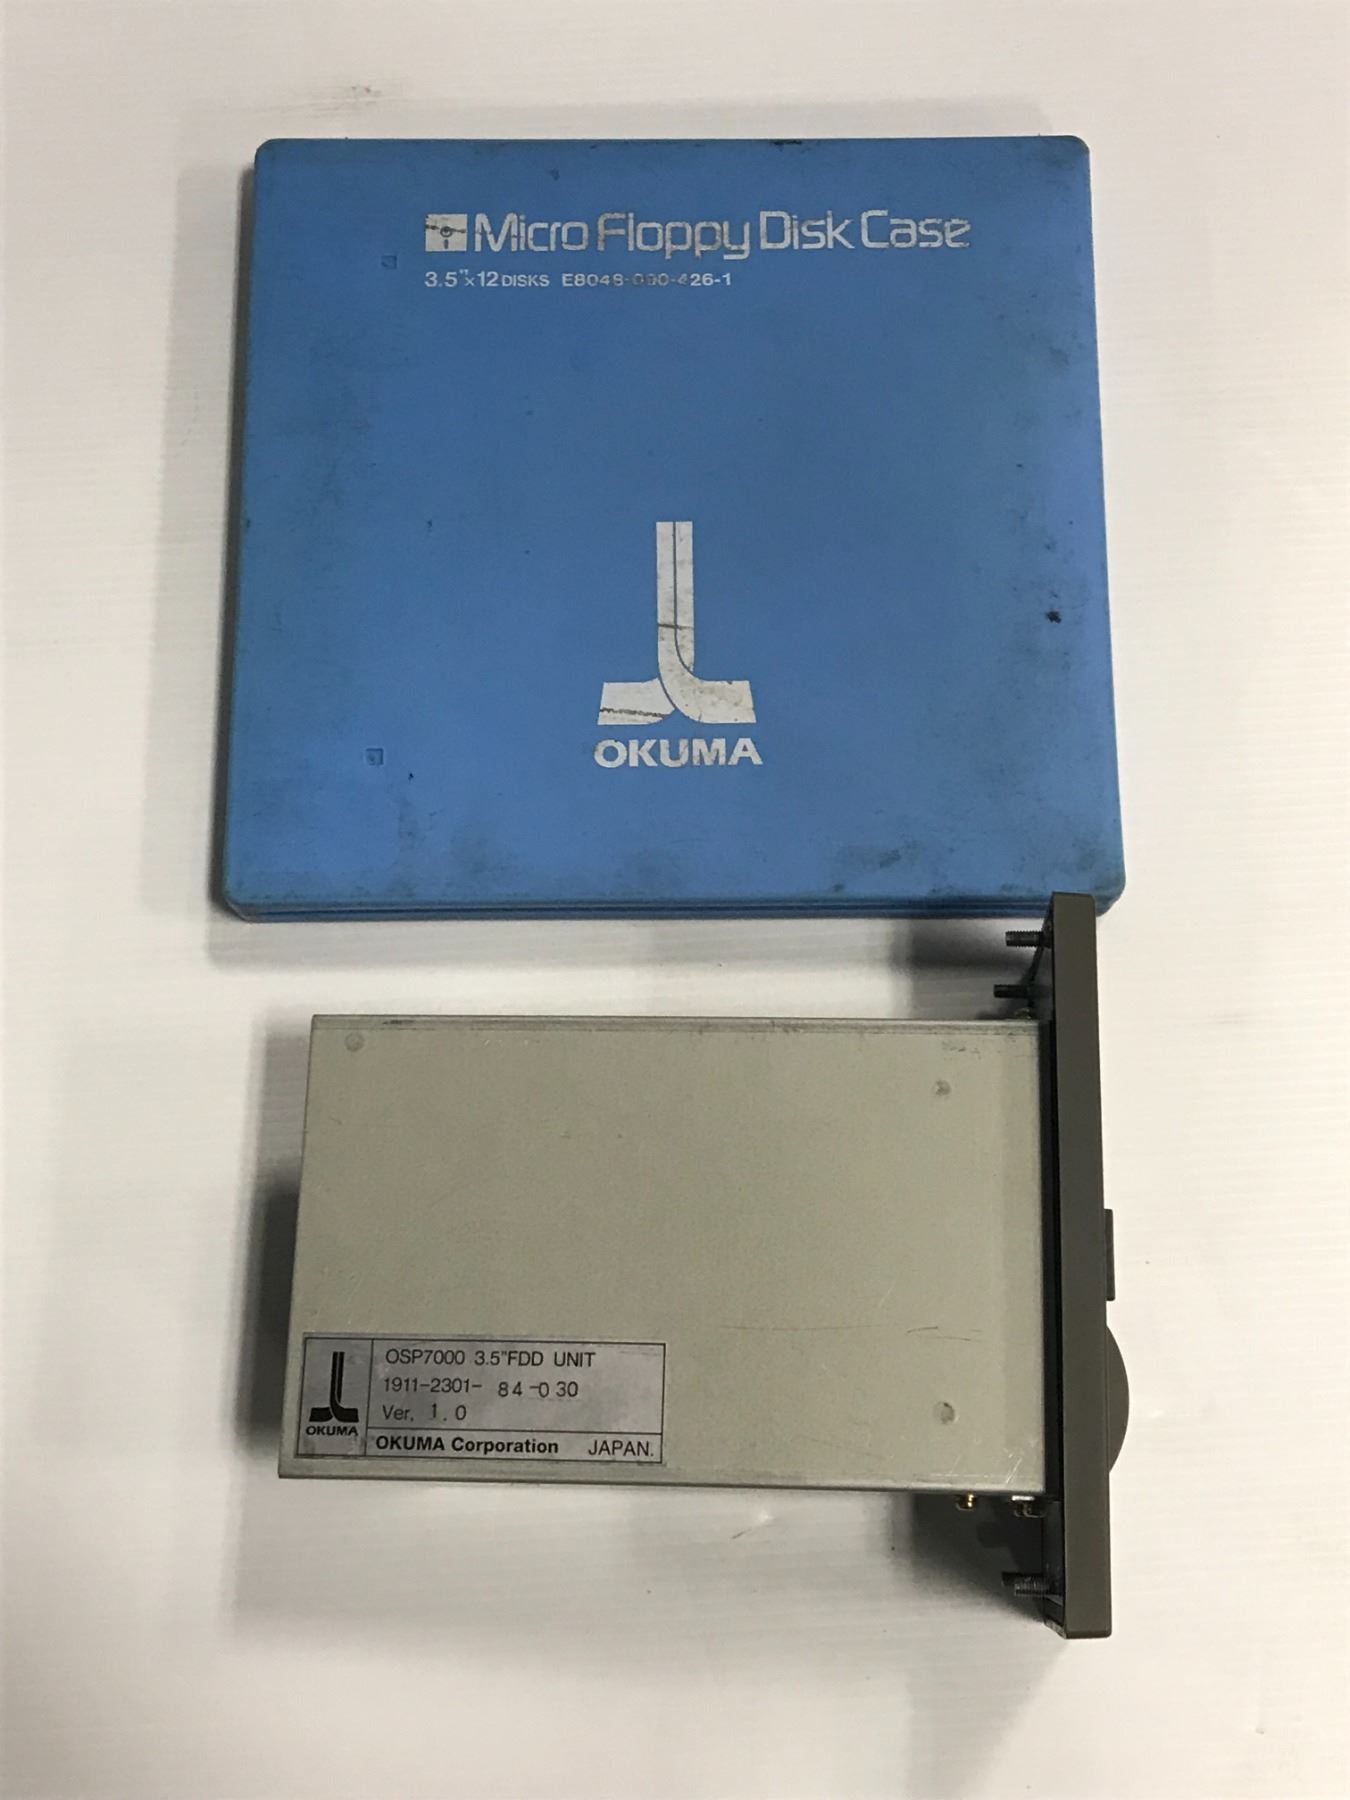 Micro Floppy Disk Case
3.5"×12 DISKS E8048-090-426-1
OKUMA
OSP7000 3.5"FDD UNIT
1911-2301- 84-030
Ver. 1.0
OKUMA
OKUMA Corporation JAPAN.